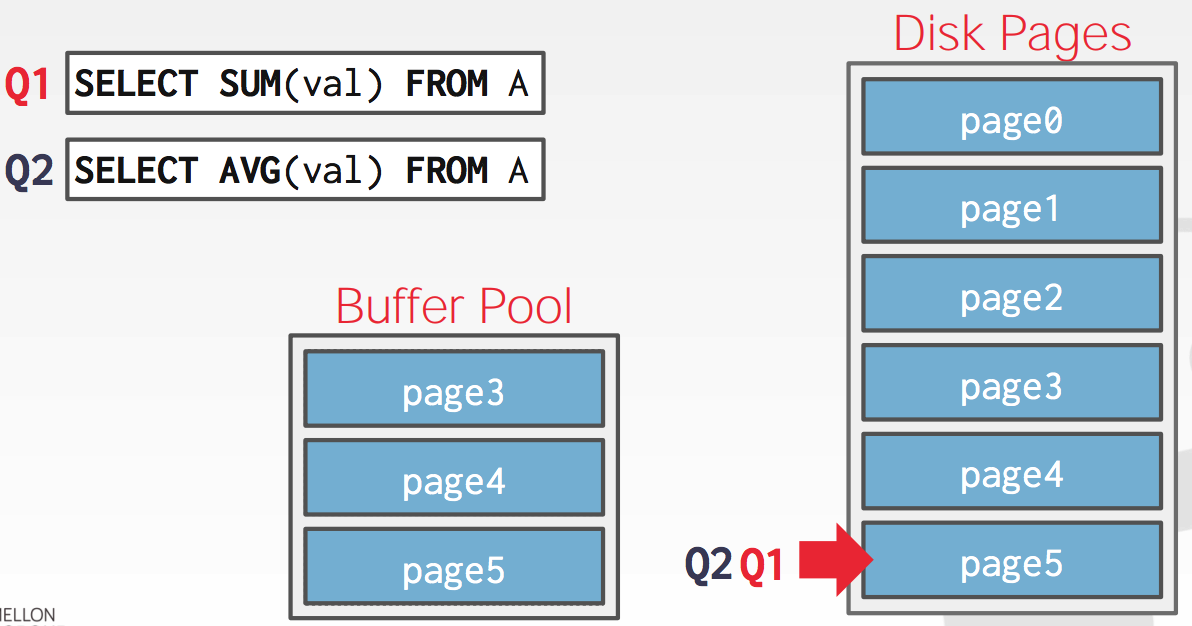 Disk Pages
Q1 SELECT SUM(val) FROM A
Q2 SELECT AVG(val) FROM A
page0
page1
page2
page3
page4
page5
Buffer Pool
page3
page4
page5
Q2 Q1